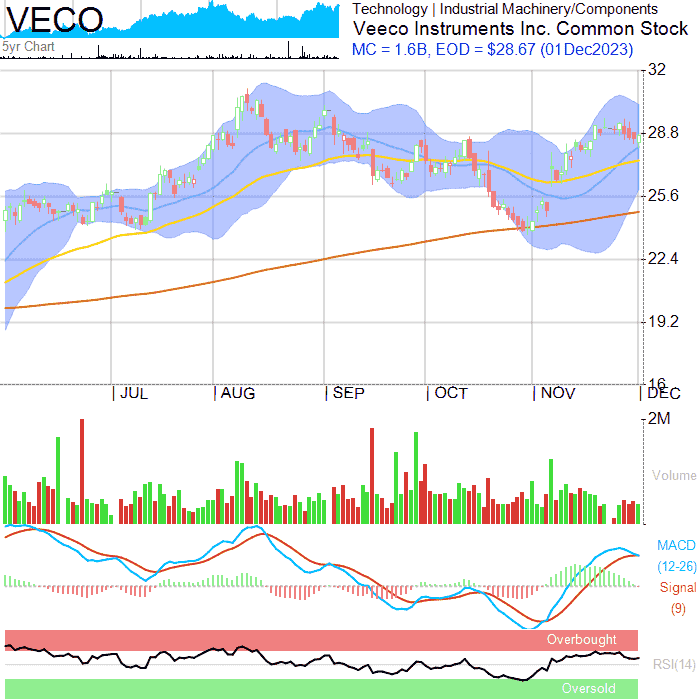 VECO
5yr Chart
Technology | Industrial Machinery/Components
Veeco Instruments Inc. Common Stock
MC = 1.6B, EOD = $28.67 (01Dec2023)
32
28.8
25.6
22.4
19.2
16
JUL
AUG
SEP
OCT
NOV
DEC
2M
Volume
MACD
(12-26)
Signal
(9)
Overbought
RSI(14)
Oversold